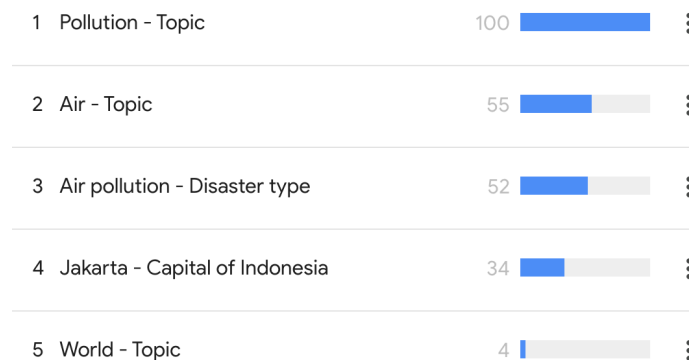 1 Pollution - Topic 100
2 Air - Topic 55
3 Air pollution - Disaster type 52
4 Jakarta - Capital of Indonesia 34
5 World - Topic 4